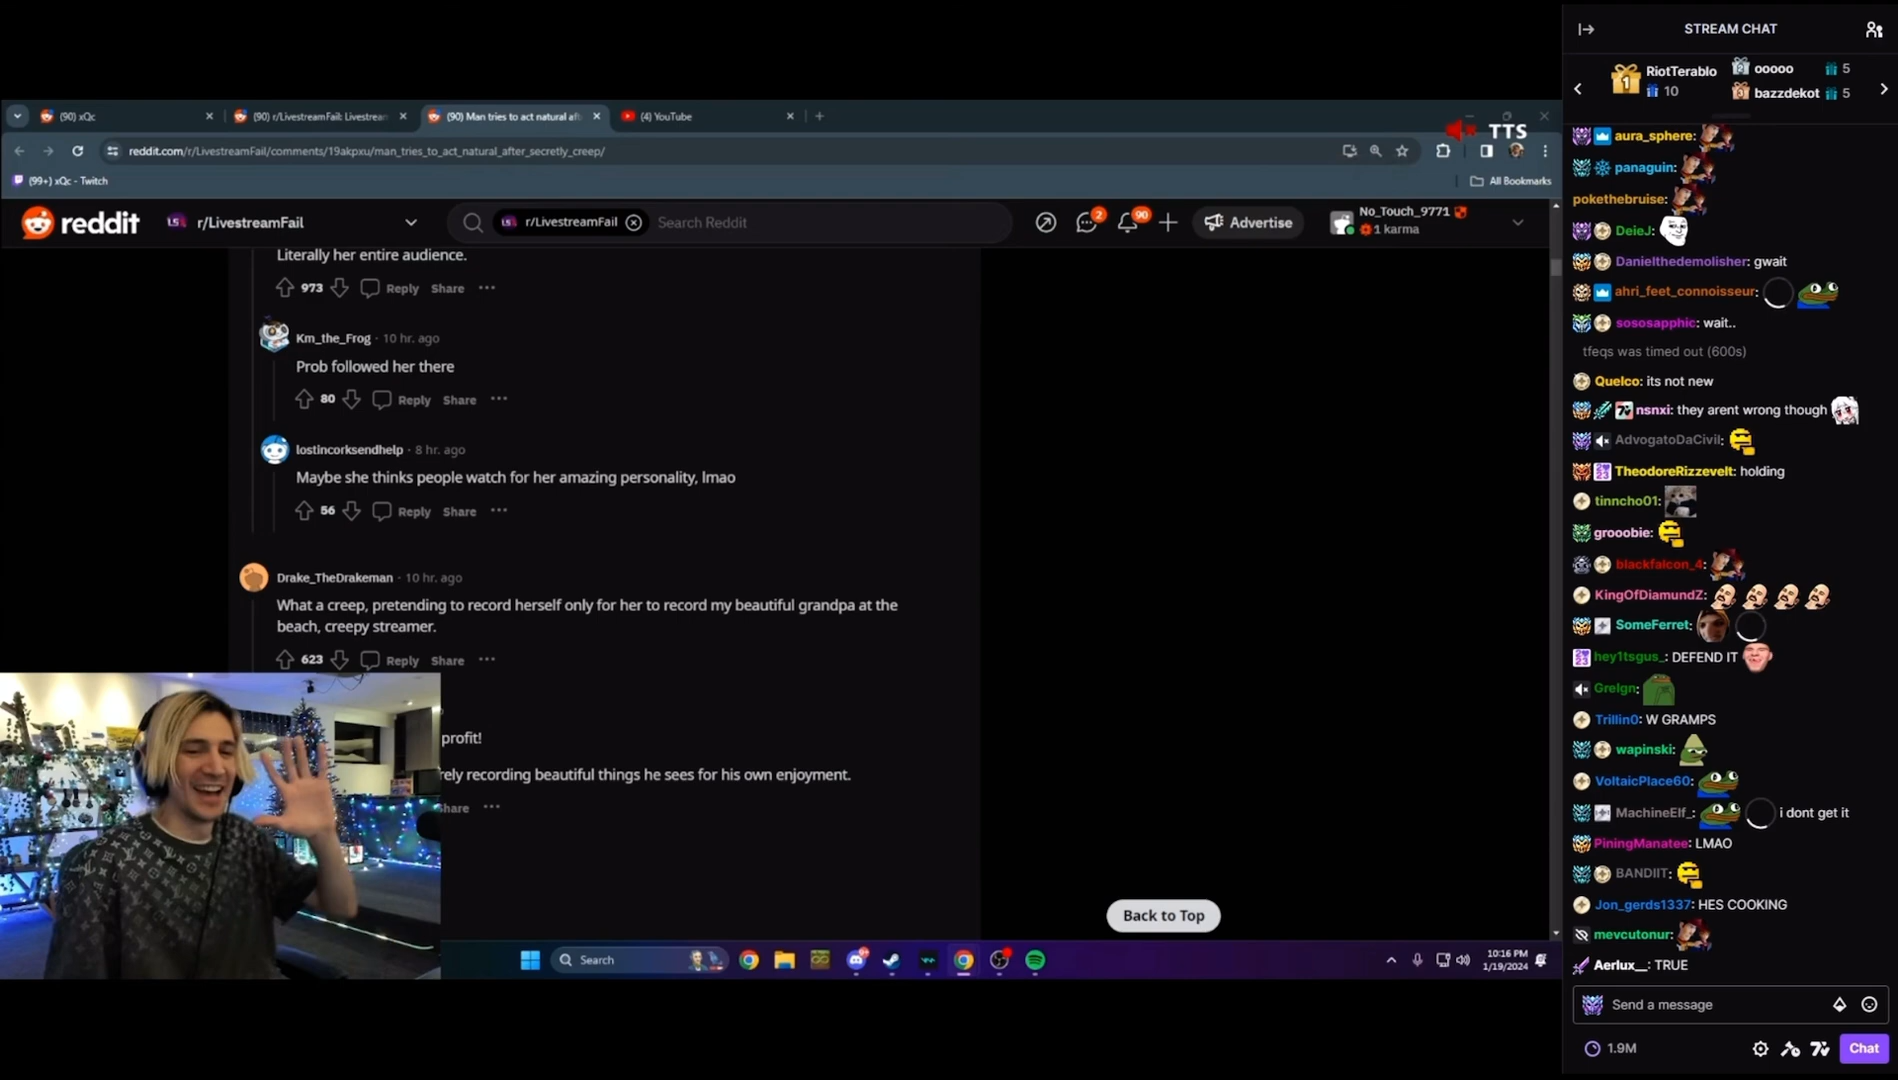 (90) xQc
(90) r/LivestreamFail: Livestrea
(90) Man tries to act natural af
(4) YouTube
TTS
reddit.com/r/LivestreamFail/comments/19akpxu/man_tries_to_act_natural_after_secretly_creep/
(99+) xQc - Twitch
All Bookmarks
reddit
r/LivestreamFail
r/LivestreamFail
Search Reddit
2
90
Advertise
No_Touch_9771
1 karma
Literally her entire audience.
973
Reply
Share
Km_the_Frog · 10 hr. ago
Prob followed her there
80
Reply
Share
lostincorksendhelp · 8 hr. ago
Maybe she thinks people watch for her amazing personality, lmao
56
Reply
Share
Drake_TheDrakeman · 10 hr. ago
What a creep, pretending to record herself only for her to record my beautiful grandpa at the
beach, creepy streamer.
623
Reply
Share
profit!
rely recording beautiful things he sees for his own enjoyment.
hare
Back to Top
Search
10:16 PM
1/19/2024
STREAM CHAT
1
RiotTerablo
10
2
ooooo
5
3
bazzdekot
5
aura_sphere:
panaguin:
pokethebruise:
DeieJ:
Danielthedemolisher: gwait
ahri_feet_connoisseur:
sososapphic: wait..
tfeqs was timed out (600s)
Quelco: its not new
nsnxi: they arent wrong though
AdvogatoDaCivil:
TheodoreRizzevelt: holding
tinncho01:
grooobie:
blackfalcon_4:
KingOfDiamundZ:
SomeFerret:
hey1tsgus_: DEFEND IT
Grelgn:
Trillin0: W GRAMPS
wapinski:
VoltaicPlace60:
MachineElf_: i dont get it
PiningManatee: LMAO
BANDIIT:
Jon_gerds1337: HES COOKING
mevcutonur:
Aerlux__: TRUE
Send a message
1.9M
Chat